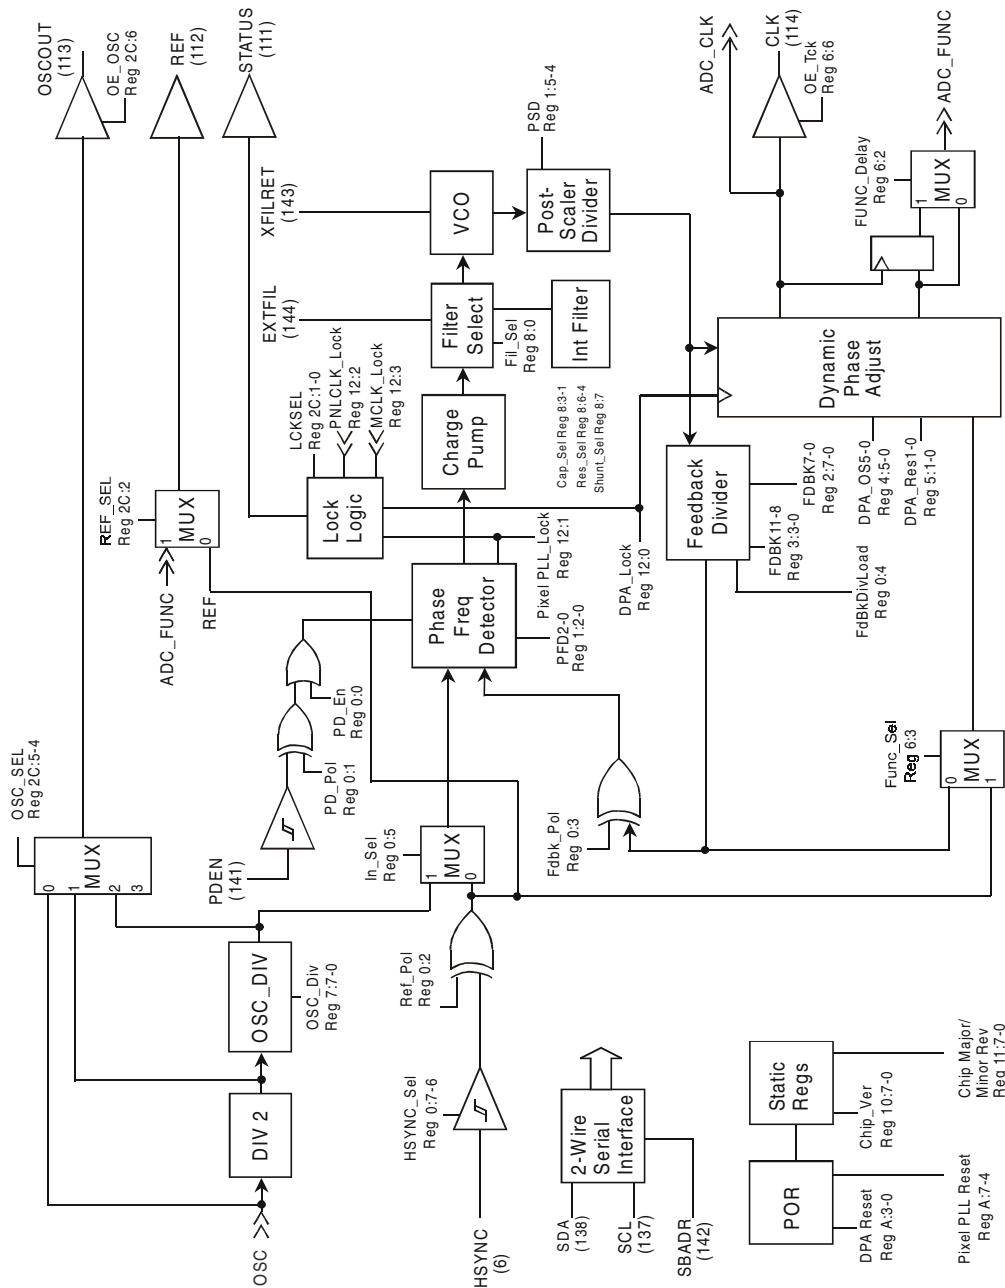 OSCOUT
(113)
OE_OSC
Reg 2C:6
REF
(112)
STATUS
(111)
OSC_SEL
Reg 2C:5-4
0
1
2
3
MUX
REF_SEL
Reg 2C:2
1
0
MUX
ADC_FUNC
REF
OSC
DIV 2
OSC_DIV
OSC_Div
Reg 7:7-0
PDEN
(141)
PD_Pol
Reg 0:1
PD_En
Reg 0:0
LCKSEL
Reg 2C:1-0
PNLCLK_Lock
Reg 12:2
MCLK_Lock
Reg 12:3
Lock
Logic
EXTFIL
(144)
XFILRET
(143)
In_Sel
Reg 0:5
1
0
MUX
Phase
Freq
Detector
PFD2-0
Reg 1:2-0
Pixel PLL_Lock
Reg 12:1
Charge
Pump
Cap_Sel Reg 8:3-1
Res_Sel Reg 8:6-4
Shunt_Sel Reg 8:7
Filter
Select
Fil_Sel
Reg 8:0
Int Filter
VCO
Post-
Scaler
Divider
PSD
Reg 1:5-4
HSYNC
(6)
HSYNC_Sel
Reg 0:7-6
Ref_Pol
Reg 0:2
Fdbk_Pol
Reg_0:3
DPA_Lock
Reg 12:0
Feedback
Divider
FDBK11-8
Reg 3:3-0
FDBK7-0
Reg 2:7-0
FdBkDivLoad
Reg 0:4
Dynamic
Phase
Adjust
DPA_OS5-0
Reg 4:5-0
DPA_Res1-0
Reg 5:1-0
ADC_CLK
CLK
(114)
OE_Tck
Reg 6:6
FUNC_Delay
Reg 6:2
1
0
MUX
ADC_FUNC
Func_Sel
Reg 6:3
0
1
MUX
SDA
(138)
SCL
(137)
SBADR
(142)
2-Wire
Serial
Interface
POR
DPA Reset
Reg A:3-0
Pixel PLL Reset
Reg A:7-4
Static
Regs
Chip_Ver
Reg 10:7-0
Chip Major/
Minor Rev
Reg 11:7-0